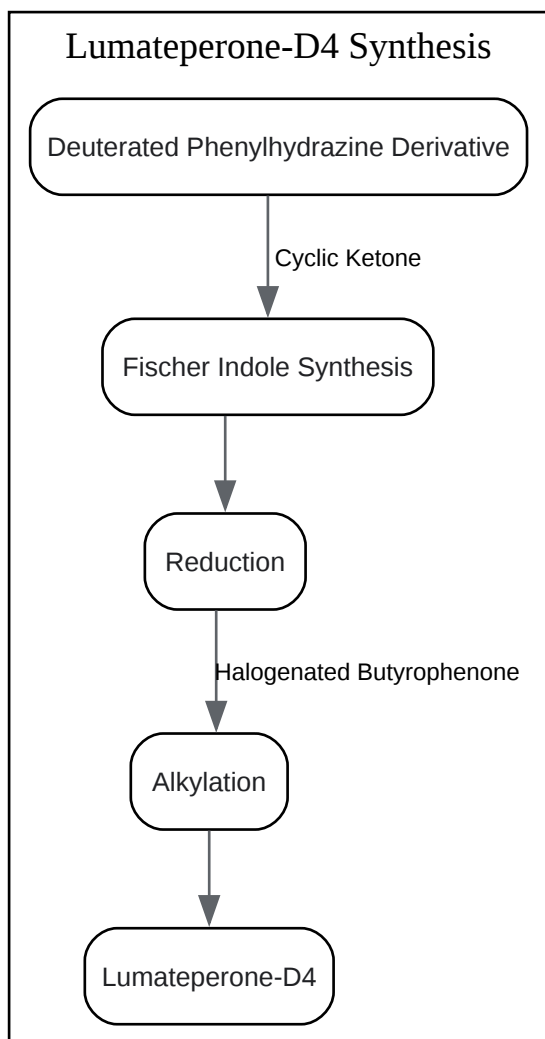 Lumateperone-D4 Synthesis
Deuterated Phenylhydrazine Derivative
Cyclic Ketone
Fischer Indole Synthesis
Reduction
Halogenated Butyrophenone
Alkylation
Lumateperone-D4